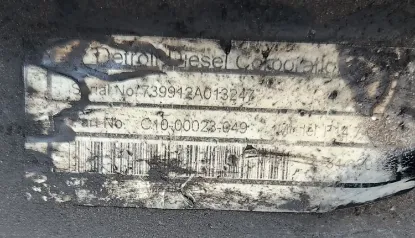 Detroit Diesel Corporation
Serial No: 739912A013247
Part No: C10-00023-049